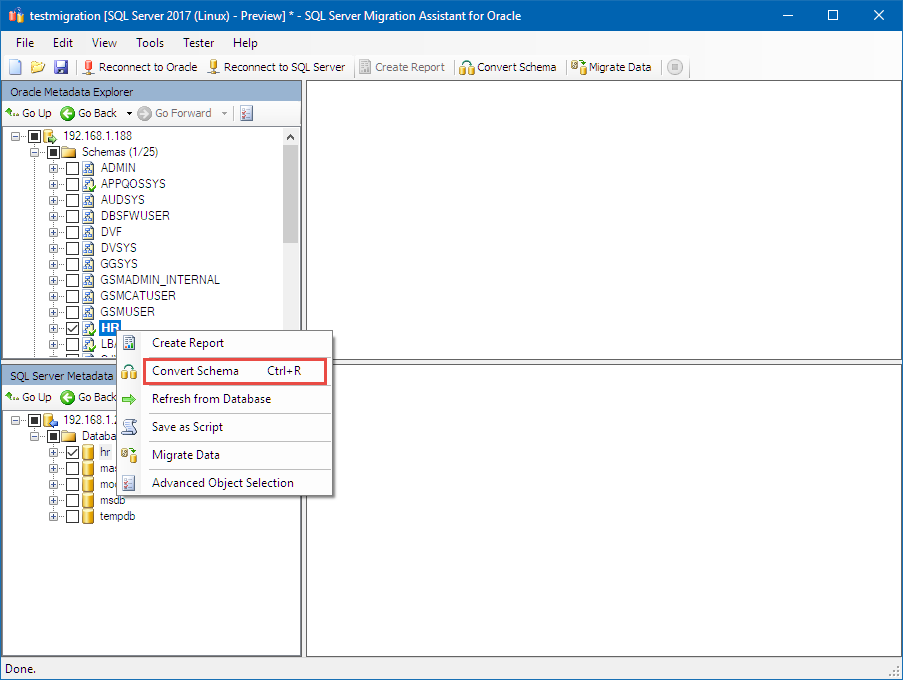 testmigration [SQL Server 2017 (Linux) - Preview] * - SQL Server Migration Assistant for Oracle
File Edit View Tools Tester Help
Reconnect to Oracle Reconnect to SQL Server Create Report Convert Schema Migrate Data
Oracle Metadata Explorer
Go Up Go Back Go Forward
192.168.1.188
Schemas (1/25)
ADMIN
APPQOSSYS
AUDSYS
DBSFWUSER
DVF
DVSYS
GGSYS
GSMADMIN_INTERNAL
GSMCATUSER
GSMUSER
HR
LBA
Create Report
Convert Schema Ctrl+R
Refresh from Database
Save as Script
Migrate Data
Advanced Object Selection
SQL Server Metadata
Go Up Go Back
192.168.1.2
Databa
hr
mas
mod
msdb
tempdb
Done.